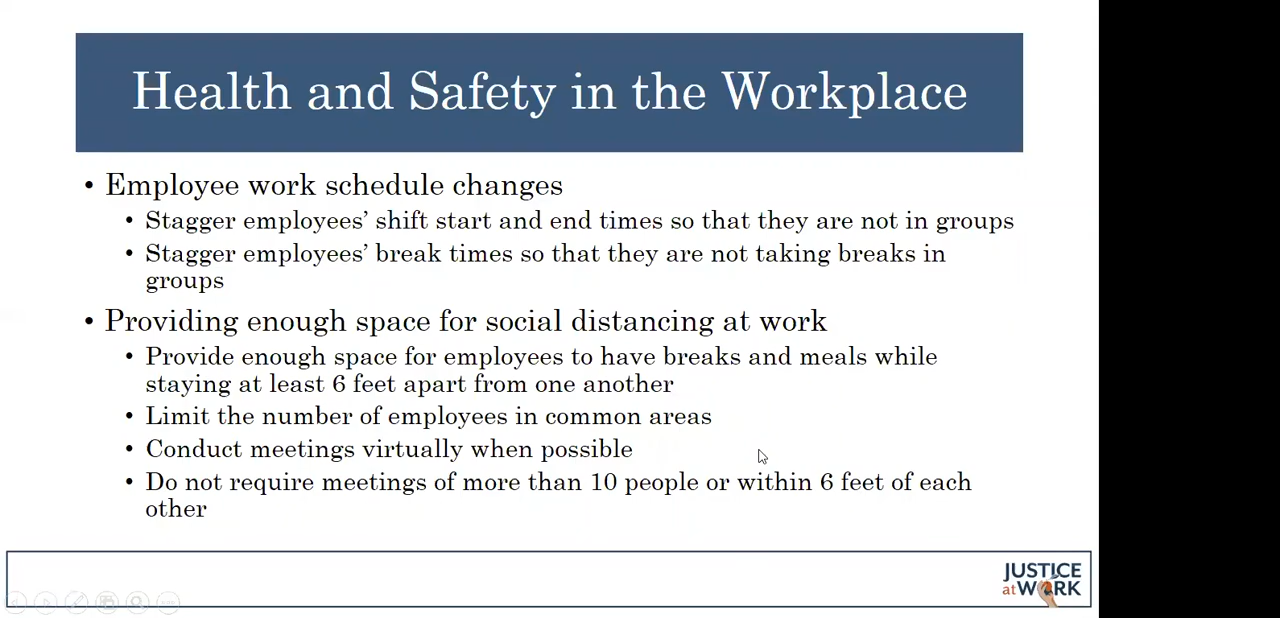 Health and Safety in the Workplace
• Employee work schedule changes
• Stagger employees’ shift start and end times so that they are not in groups
• Stagger employees’ break times so that they are not taking breaks in
groups
• Providing enough space for social distancing at work
• Provide enough space for employees to have breaks and meals while
staying at least 6 feet apart from one another
• Limit the number of employees in common areas
• Conduct meetings virtually when possible
• Do not require meetings of more than 10 people or within 6 feet of each
other
JUSTICE
at WORK